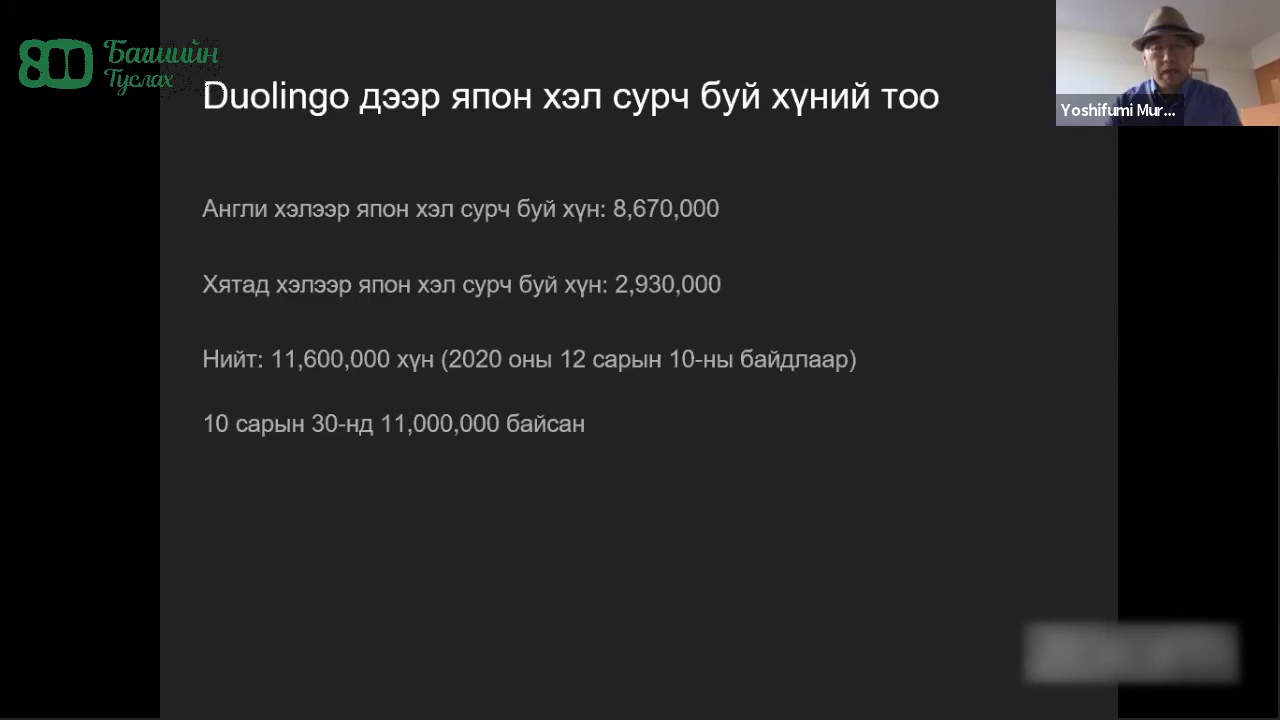 800 Багшийн
Туслах
Duolingo дээр япон хэл сурч буй хүний тоо
Yoshifumi Mur...
Англи хэлээр япон хэл сурч буй хүн: 8,670,000
Хятад хэлээр япон хэл сурч буй хүн: 2,930,000
Нийт: 11,600,000 хүн (2020 оны 12 сарын 10-ны байдлаар)
10 сарын 30-нд 11,000,000 байсан